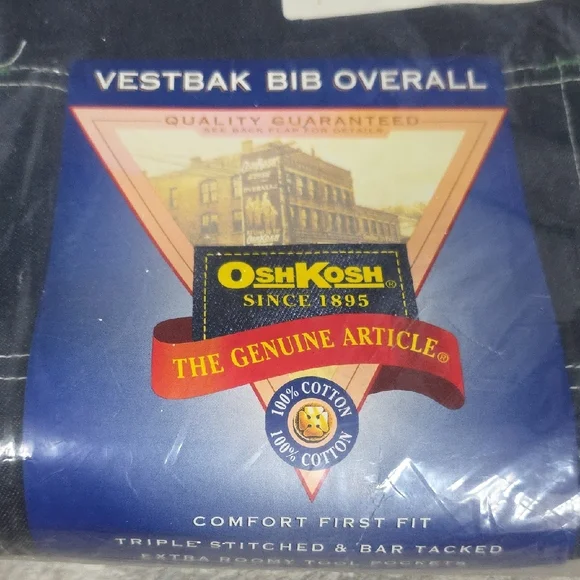 VESTBAK BIB OVERALL
QUALITY GUARANTEED
SEE BACK FLAP FOR DETAILS
OSHKOSH®
SINCE 1895
THE GENUINE ARTICLE®
100% COTTON
100% COTTON
COMFORT FIRST FIT
TRIPLE STITCHED & BAR TACKED
EXTRA ROOMY TOOL POCKETS